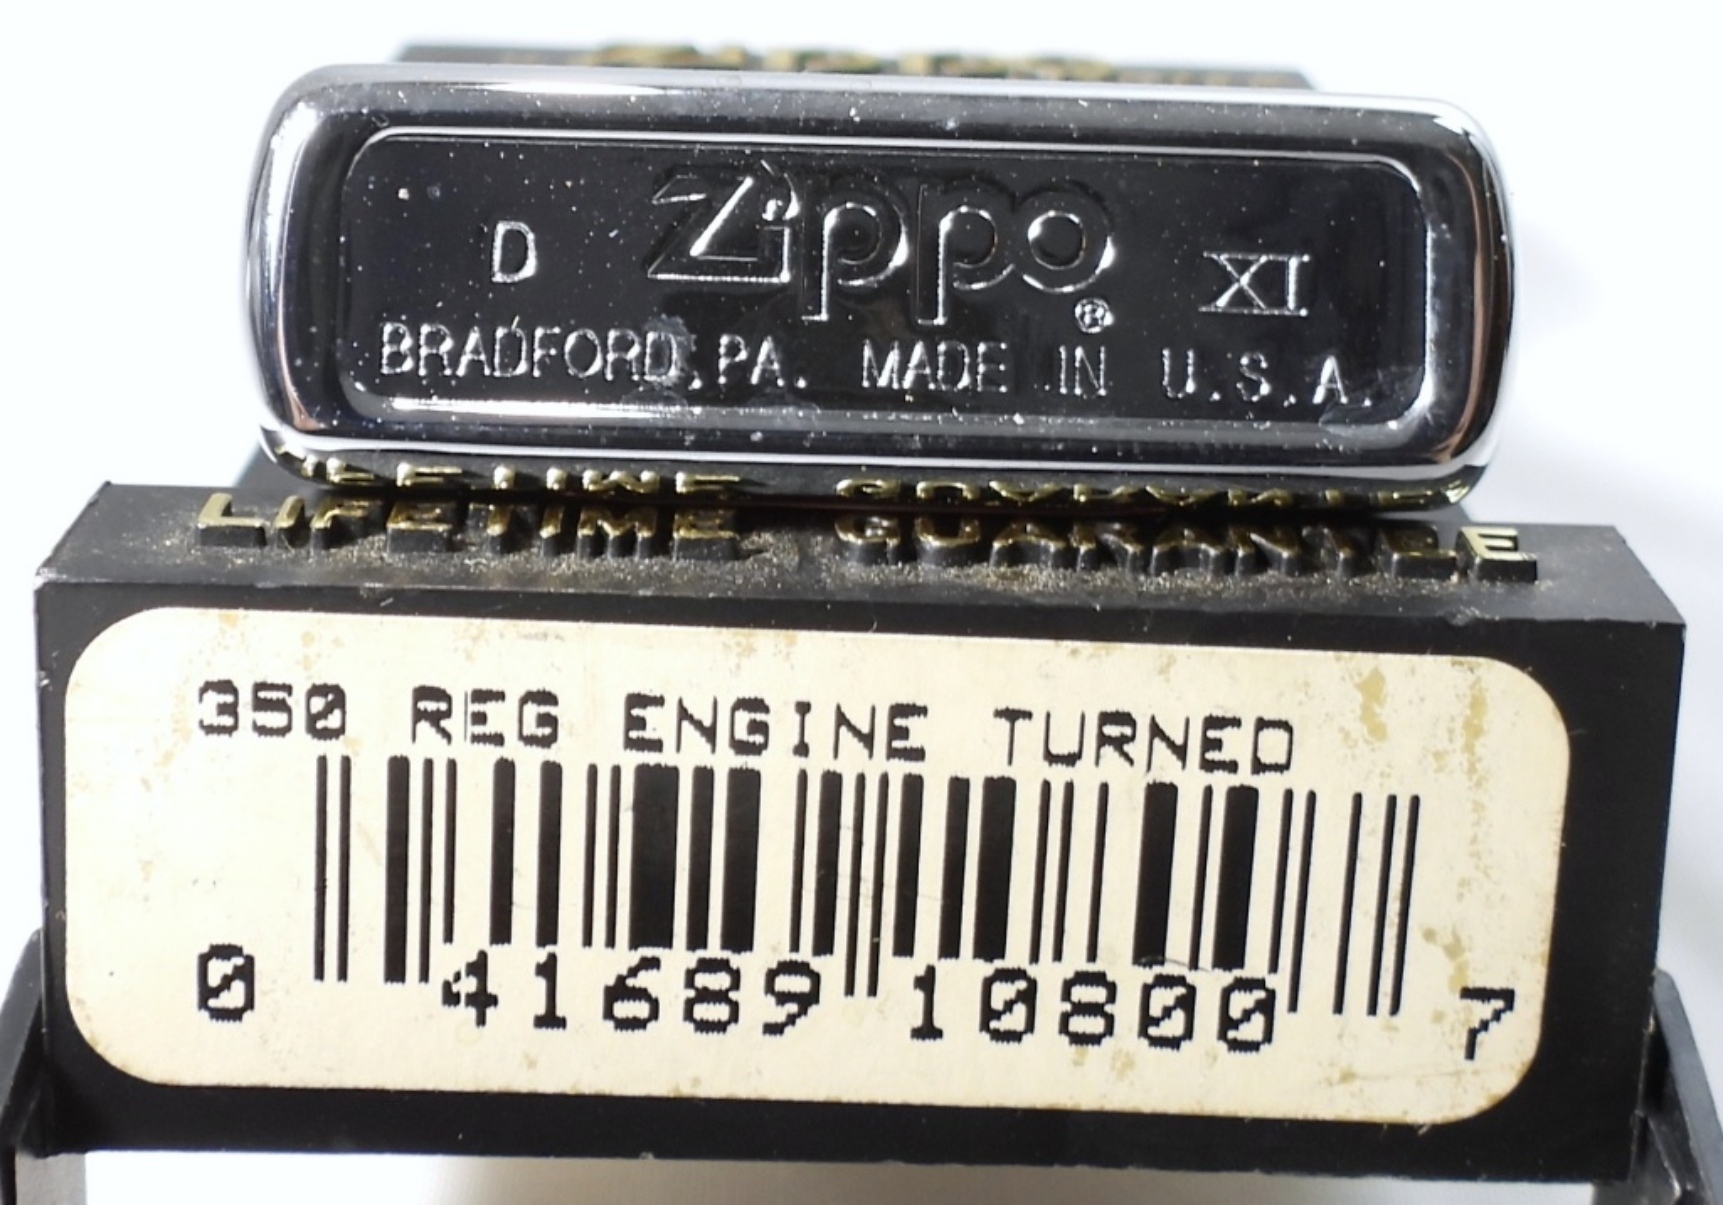 D Zippo ® XI
BRADFORD, PA. MADE IN U.S.A.
LIFETIME GUARANTEE
350 REG ENGINE TURNED
0 41689 10800 7